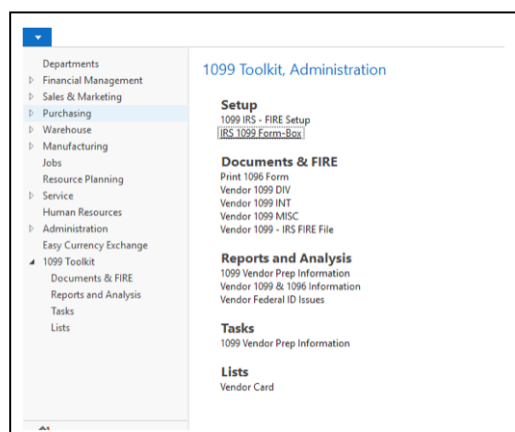 Departments
Financial Management
Sales & Marketing
Purchasing
Warehouse
Manufacturing
Jobs
Resource Planning
Service
Human Resources
Administration
Easy Currency Exchange
1099 Toolkit
Documents & FIRE
Reports and Analysis
Tasks
Lists
1099 Toolkit, Administration
Setup
1099 IRS - FIRE Setup
IRS 1099 Form-Box
Documents & FIRE
Print 1096 Form
Vendor 1099 DIV
Vendor 1099 INT
Vendor 1099 MISC
Vendor 1099 - IRS FIRE File
Reports and Analysis
1099 Vendor Prep Information
Vendor 1099 & 1096 Information
Vendor Federal ID Issues
Tasks
1099 Vendor Prep Information
Lists
Vendor Card